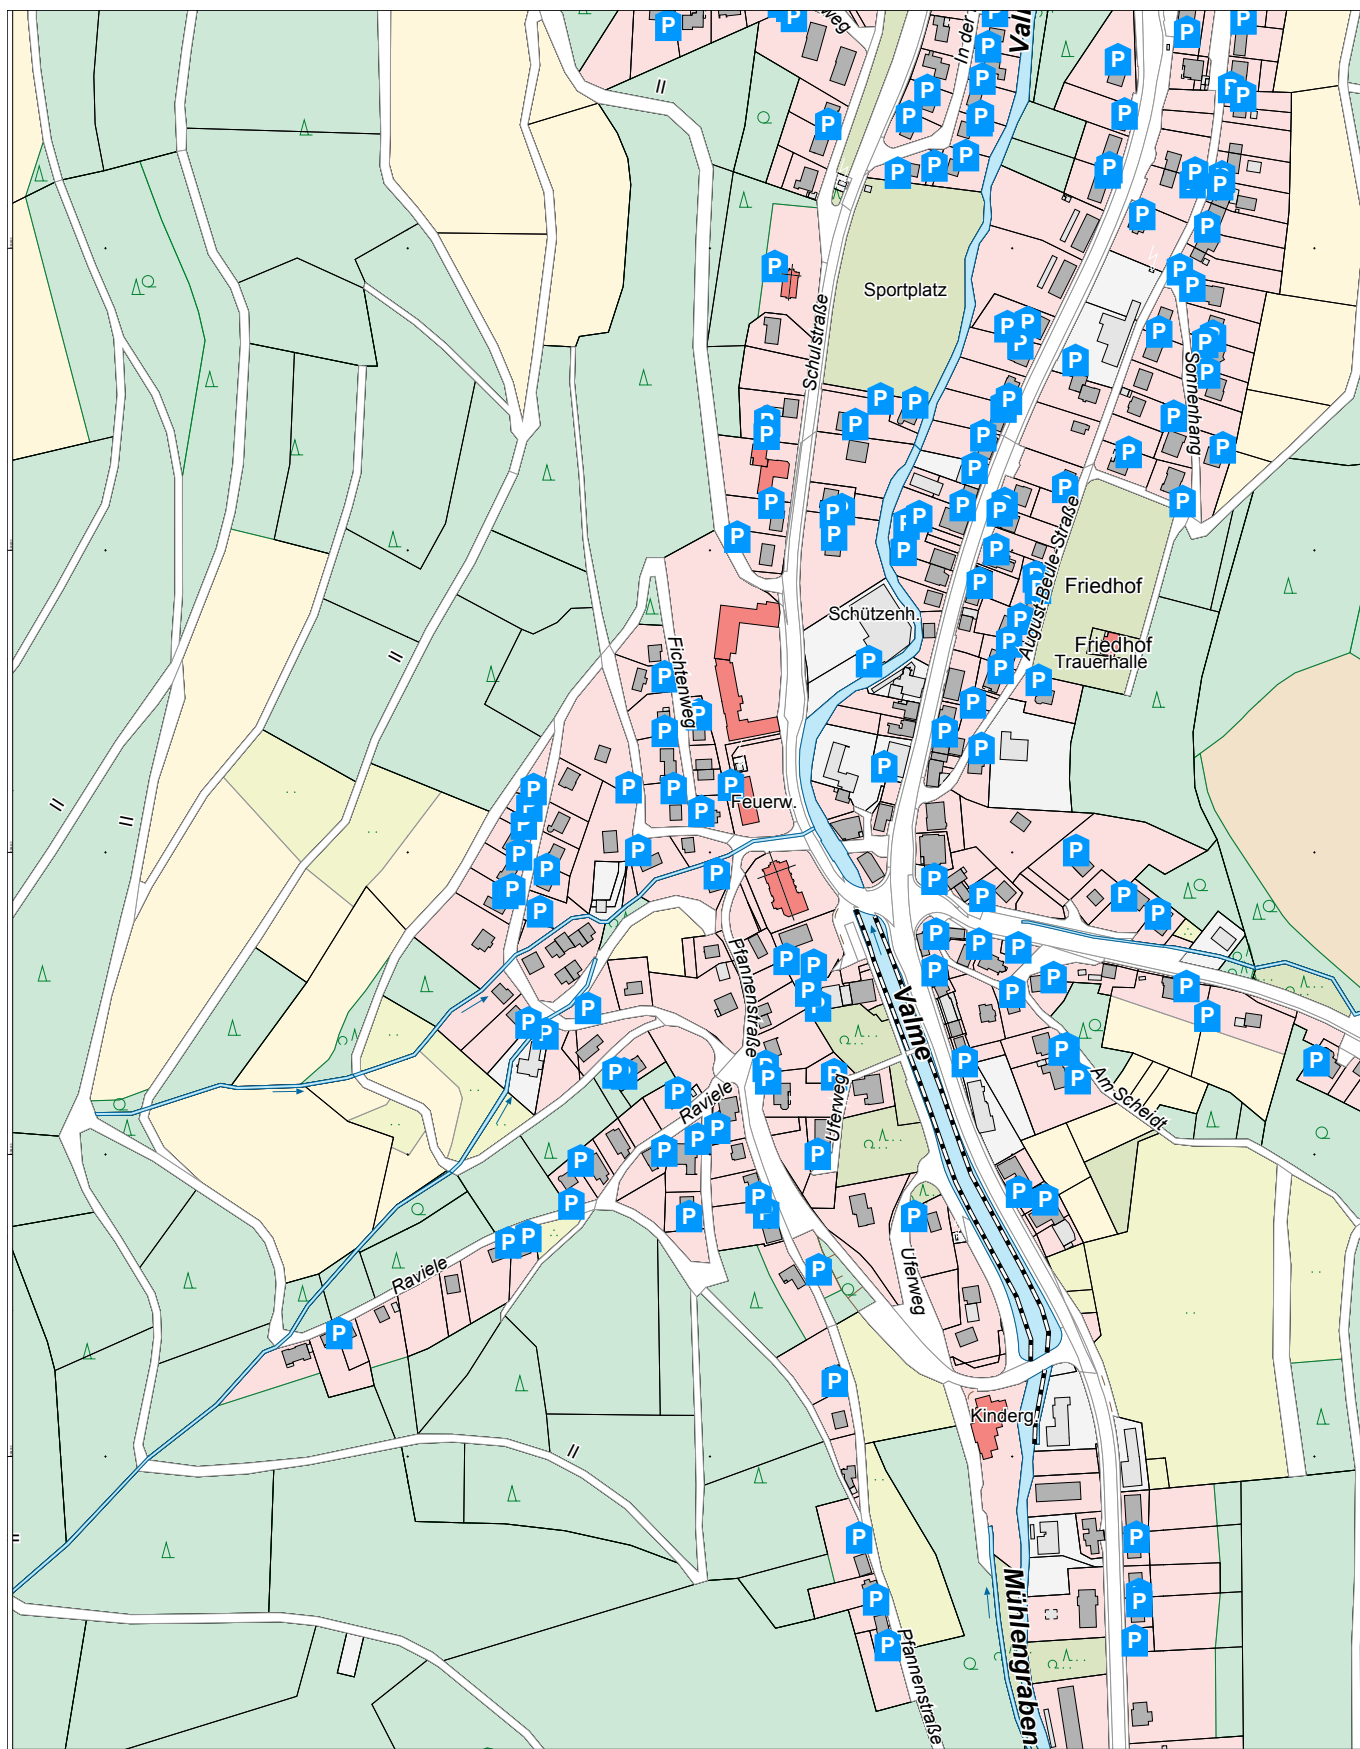 weg
In der
Val
Sportplatz
Schulstraße
Sonnenhang
August-Beule-Straße
Friedhof
Schützenh.
Friedhof
Trauerhalle
Fichtenweg
Feuerw.
Pfannenstraße
Valme
Uferweg
Am Scheidt
Raviele
Raviele
Uferweg
Kinderg.
Mühlengraben
Pfannenstraße